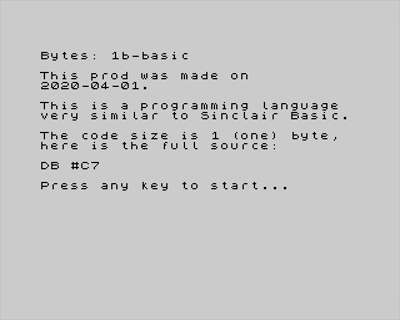 Bytes: 1b-basic
This prod was made on
2020-04-01.
This is a programming language
very similar to Sinclair Basic.
The code size is 1 (one) byte,
here is the full source:
DB #C7
Press any key to start...